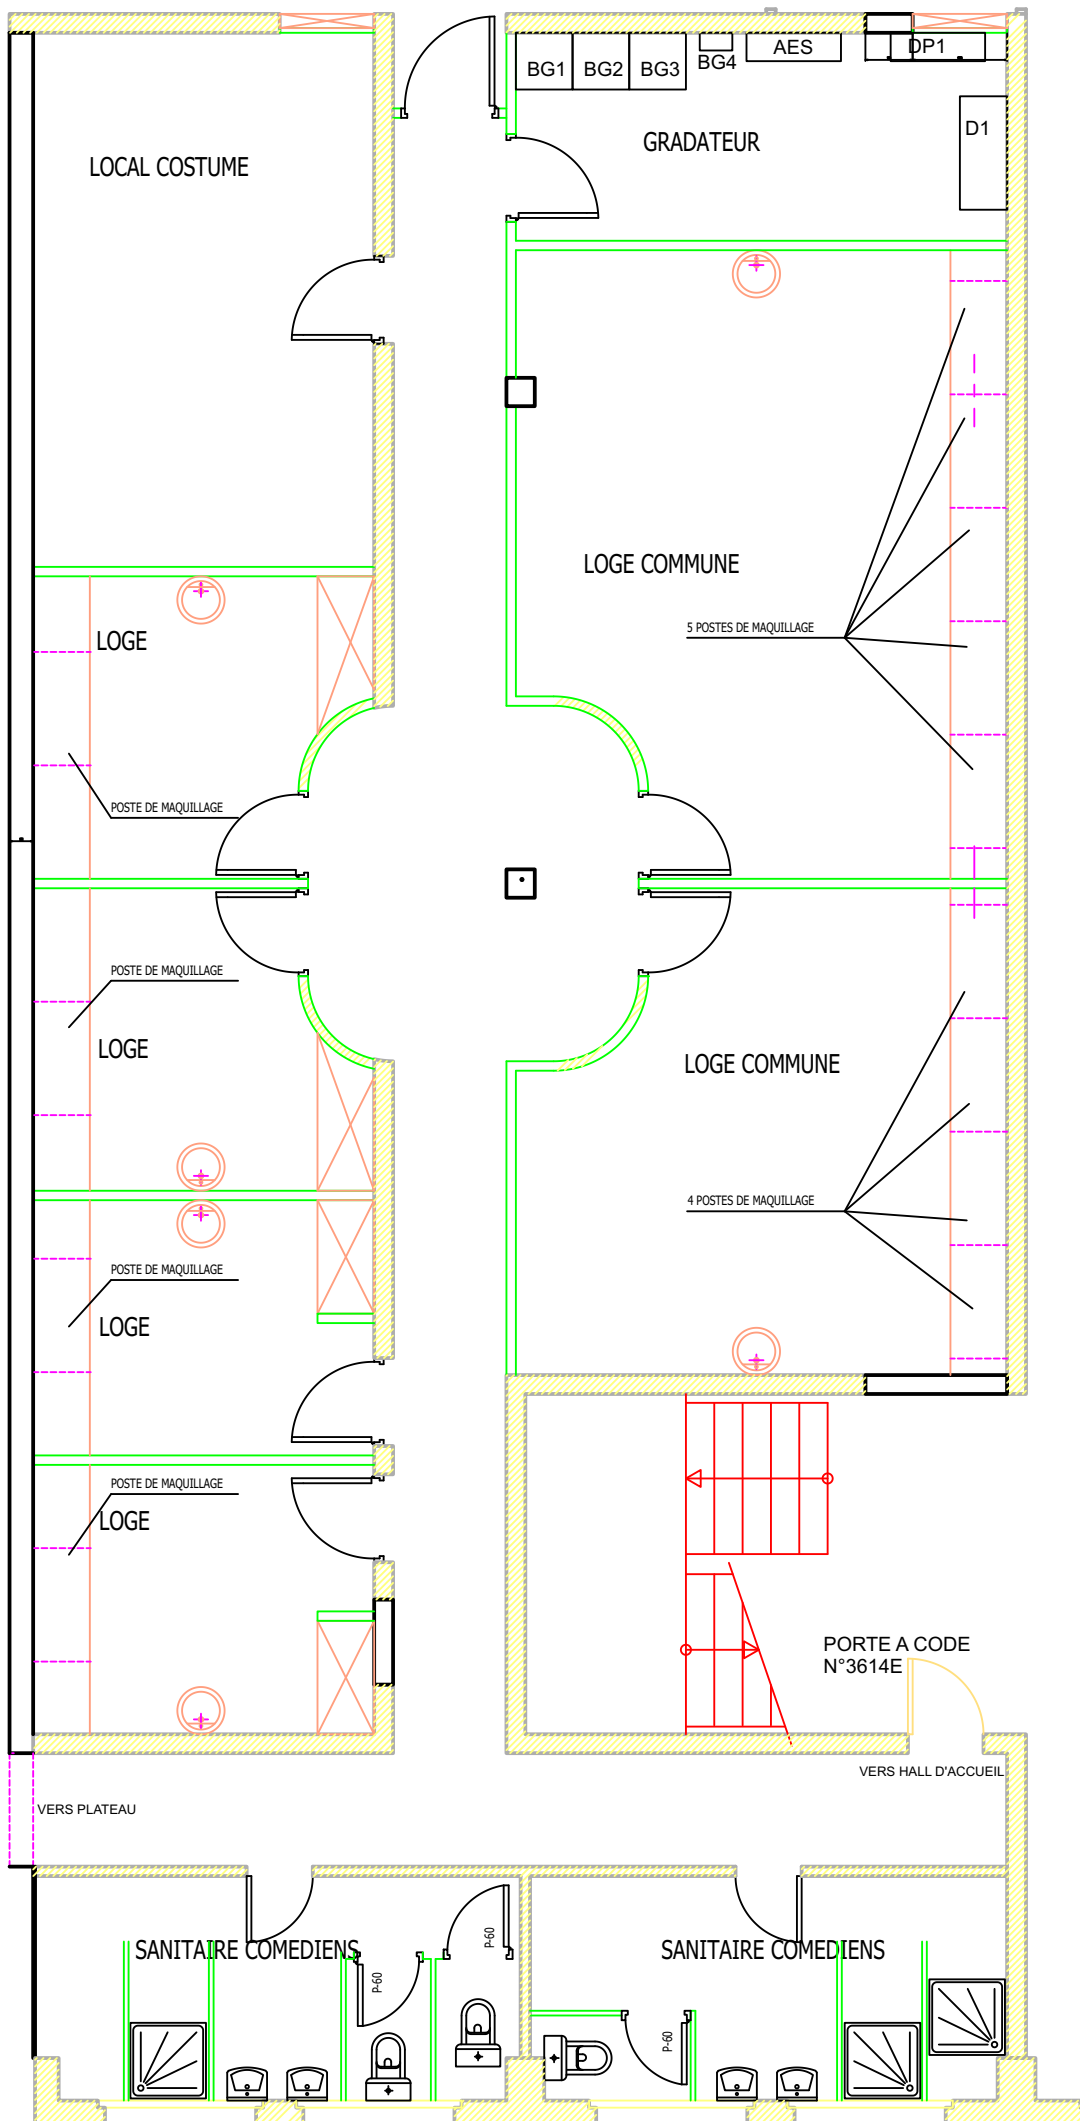 BG1 BG2 BG3 BG4 AES DP1
D1
GRADATEUR
LOCAL COSTUME
LOGE COMMUNE
5 POSTES DE MAQUILLAGE
LOGE
POSTE DE MAQUILLAGE
POSTE DE MAQUILLAGE
LOGE
LOGE COMMUNE
4 POSTES DE MAQUILLAGE
POSTE DE MAQUILLAGE
LOGE
POSTE DE MAQUILLAGE
LOGE
PORTE A CODE
N°3614E
VERS HALL D'ACCUEIL
VERS PLATEAU
SANITAIRE COMEDIENS
P-60
P-60
SANITAIRE COMEDIENS
P-60